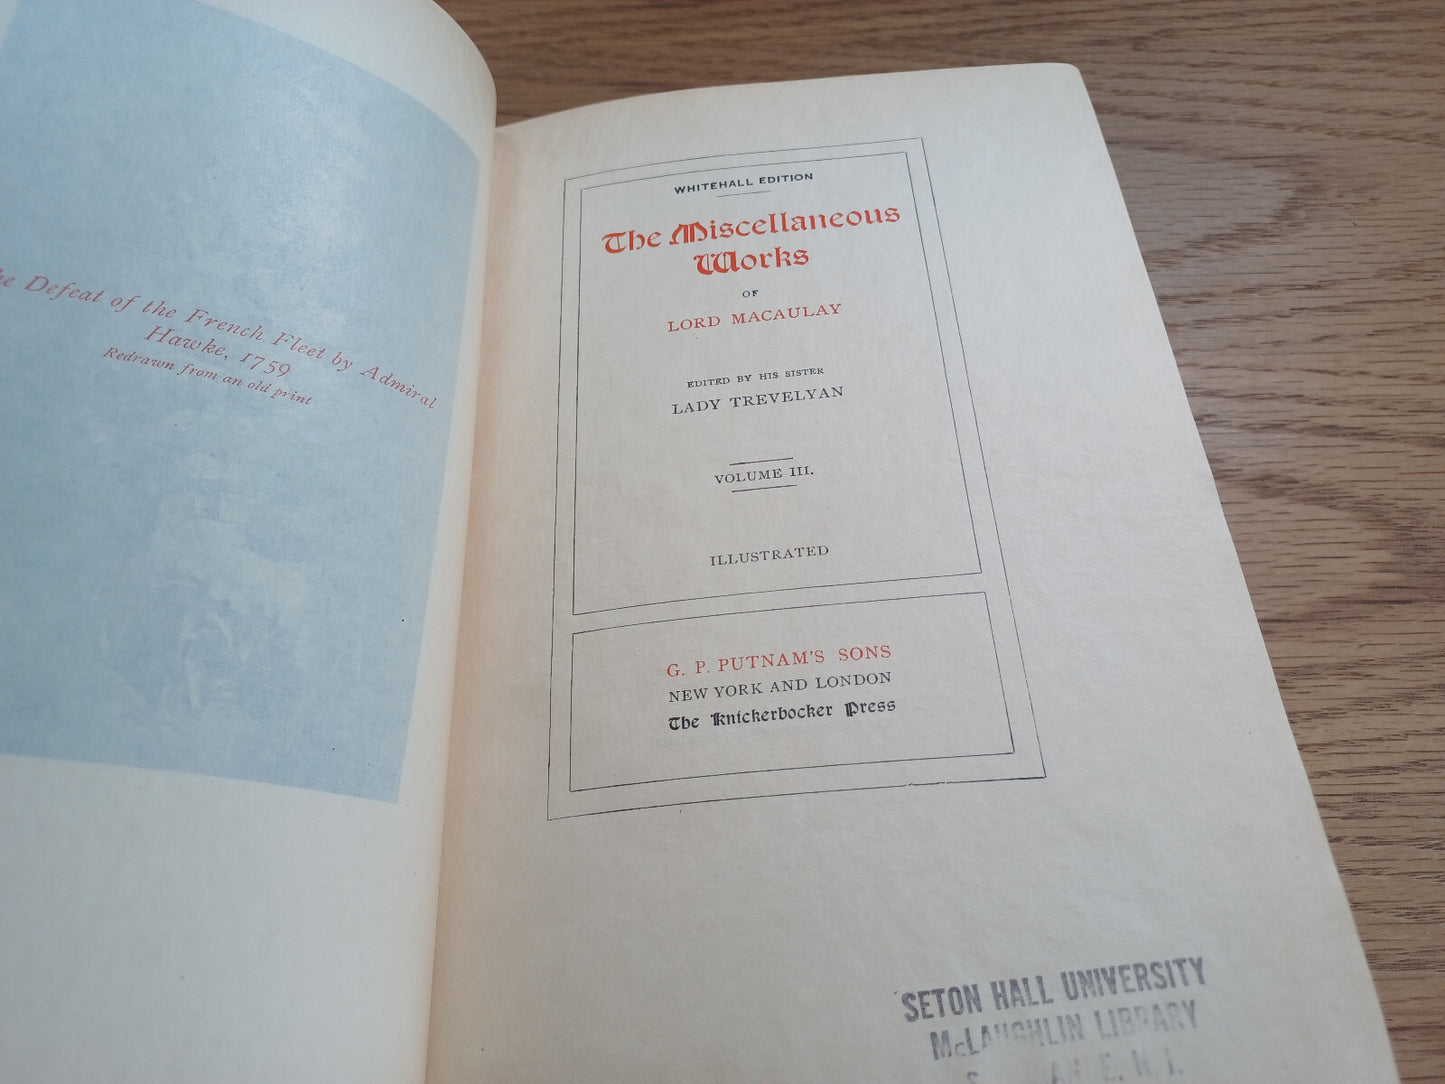 Defeat of the French Fleet by Admiral
Hawke, 1759
Redrawn from an old print
WHITEHALL EDITION
The Miscellaneous
Works
OF
LORD MACAULAY
EDITED BY HIS SISTER
LADY TREVELYAN
VOLUME III.
ILLUSTRATED
G. P. PUTNAM'S SONS
NEW YORK AND LONDON
The Knickerbocker Press
SETON HALL UNIVERSITY
McLAUGHLIN LIBRARY
N. J.